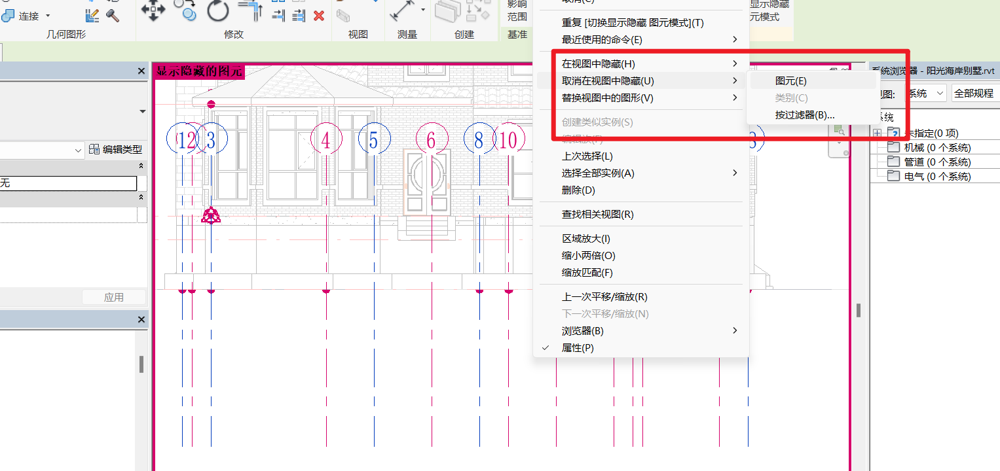 影响
取消(C)
显示隐藏
连接
范围
元模式
几何图形
修改
视图
测量
创建
基准
重复 [切换显示隐藏 图元模式](T)
最近使用的命令(E)
在视图中隐藏(H)
取消在视图中隐藏(U)
替换视图中的图形(V)
创建类似实例(S)
编辑族(F)
上次选择(L)
选择全部实例(A)
删除(D)
查找相关视图(R)
区域放大(I)
缩小两倍(O)
缩放匹配(F)
上一次平移/缩放(R)
下一次平移/缩放(N)
浏览器(B)
属性(P)
图元(E)
类别(C)
按过滤器(B)...
显示隐藏的图元
1
2
3
4
5
6
8
10
3
编辑类型
无
应用
系统浏览器 - 阳光海岸别墅.rvt
视图:
系统
全部规程
系统
未指定(0 项)
机械 (0 个系统)
管道 (0 个系统)
电气 (0 个系统)